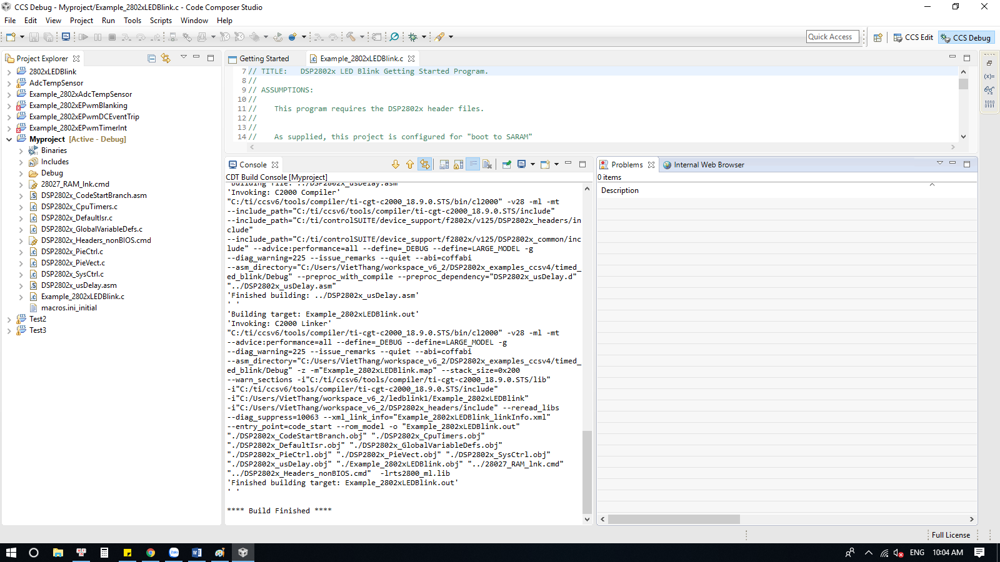 CCS Debug - Myproject/Example_2802xLEDBlink.c - Code Composer Studio
File Edit View Project Run Tools Scripts Window Help
Quick Access
CCS Edit
CCS Debug
Project Explorer
2802xLEDBlink
AdcTempSensor
Example_2802xAdcTempSensor
Example_2802xEPwmBlanking
Example_2802xEPwmDCEventTrip
Example_2802xEPwmTimerInt
Myproject [Active - Debug]
Binaries
Includes
Debug
28027_RAM_lnk.cmd
DSP2802x_CodeStartBranch.asm
DSP2802x_CpuTimers.c
DSP2802x_DefaultIsr.c
DSP2802x_GlobalVariableDefs.c
DSP2802x_Headers_nonBIOS.cmd
DSP2802x_PieCtrl.c
DSP2802x_PieVect.c
DSP2802x_SysCtrl.c
DSP2802x_usDelay.asm
Example_2802xLEDBlink.c
macros.ini_initial
Test2
Test3
Getting Started
Example_2802xLEDBlink.c
7 // TITLE: DSP2802x LED Blink Getting Started Program.
8 //
9 // ASSUMPTIONS:
10 //
11 // This program requires the DSP2802x header files.
12 //
13 //
14 // As supplied, this project is configured for "boot to SARAM"
Console
CDT Build Console [Myproject]
'Building file: ../DSP2802x_usDelay.asm'
'Invoking: C2000 Compiler'
"C:/ti/ccsv6/tools/compiler/ti-cgt-c2000_18.9.0.STS/bin/cl2000" -v28 -ml -mt
--include_path="C:/ti/ccsv6/tools/compiler/ti-cgt-c2000_18.9.0.STS/include"
--include_path="C:/ti/controlSUITE/device_support/f2802x/v125/DSP2802x_headers/in
clude"
--include_path="C:/ti/controlSUITE/device_support/f2802x/v125/DSP2802x_common/inc
lude" --advice:performance=all --define=_DEBUG --define=LARGE_MODEL -g
--diag_warning=225 --issue_remarks --quiet --abi=coffabi
--asm_directory="C:/Users/VietThang/workspace_v6_2/DSP2802x_examples_ccsv4/timed_
ed_blink/Debug" --preproc_with_compile --preproc_dependency="DSP2802x_usDelay.d"
"../DSP2802x_usDelay.asm"
'Finished building: ../DSP2802x_usDelay.asm'
' '
'Building target: Example_2802xLEDBlink.out'
'Invoking: C2000 Linker'
"C:/ti/ccsv6/tools/compiler/ti-cgt-c2000_18.9.0.STS/bin/cl2000" -v28 -ml -mt
--advice:performance=all --define=_DEBUG --define=LARGE_MODEL -g
--diag_warning=225 --issue_remarks --quiet --abi=coffabi
--asm_directory="C:/Users/VietThang/workspace_v6_2/DSP2802x_examples_ccsv4/timed_
ed_blink/Debug" -z -m"Example_2802xLEDBlink.map" --stack_size=0x200
--warn_sections -i"C:/ti/ccsv6/tools/compiler/ti-cgt-c2000_18.9.0.STS/lib"
-i"C:/ti/ccsv6/tools/compiler/ti-cgt-c2000_18.9.0.STS/include"
-i"C:/Users/VietThang/workspace_v6_2/ledblink1/Example_2802xLEDBlink"
-i"C:/Users/VietThang/workspace_v6_2/DSP2802x_headers/include" --reread_libs
--diag_suppress=10063 --xml_link_info="Example_2802xLEDBlink_linkInfo.xml"
--entry_point=code_start --rom_model -o "Example_2802xLEDBlink.out"
"./DSP2802x_CodeStartBranch.obj" "./DSP2802x_CpuTimers.obj"
"./DSP2802x_DefaultIsr.obj" "./DSP2802x_GlobalVariableDefs.obj"
"./DSP2802x_PieCtrl.obj" "./DSP2802x_PieVect.obj" "./DSP2802x_SysCtrl.obj"
"./DSP2802x_usDelay.obj" "./Example_2802xLEDBlink.obj" "../28027_RAM_lnk.cmd"
"../DSP2802x_Headers_nonBIOS.cmd" -lrts2800_ml.lib
'Finished building target: Example_2802xLEDBlink.out'
' '
**** Build Finished ****
Problems
Internal Web Browser
0 items
Description
Full License
ENG
10:04 AM